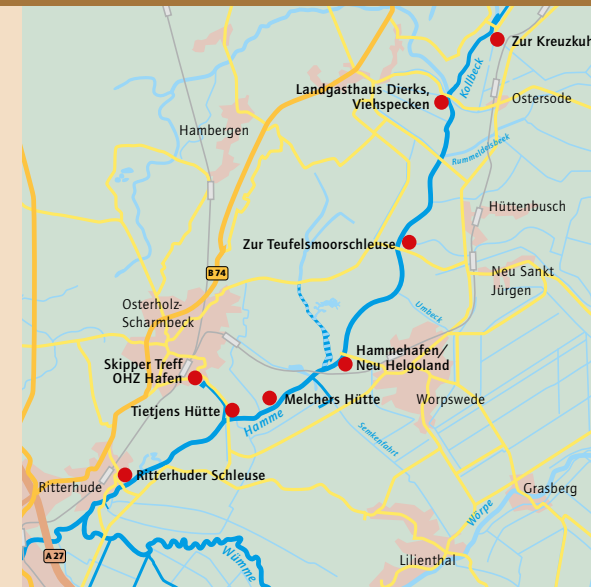 Zur Kreuzkuh
Kollbeck
Landgasthaus Dierks,
Viehspecken
Ostersode
Hambergen
Rummeldeisbeek
Hüttenbusch
Zur Teufelsmoorschleuse
B 74
Neu Sankt
Jürgen
Osterholz-
Scharmbeck
Umbeck
Hammehafen/
Neu Helgoland
Skipper Treff
OHZ Hafen
Melchers Hütte
Worpswede
Tietjens Hütte
Hamme
Semkenfahrt
Ritterhuder Schleuse
Ritterhude
Grasberg
Wörpe
A 27
Wümme
Lilienthal